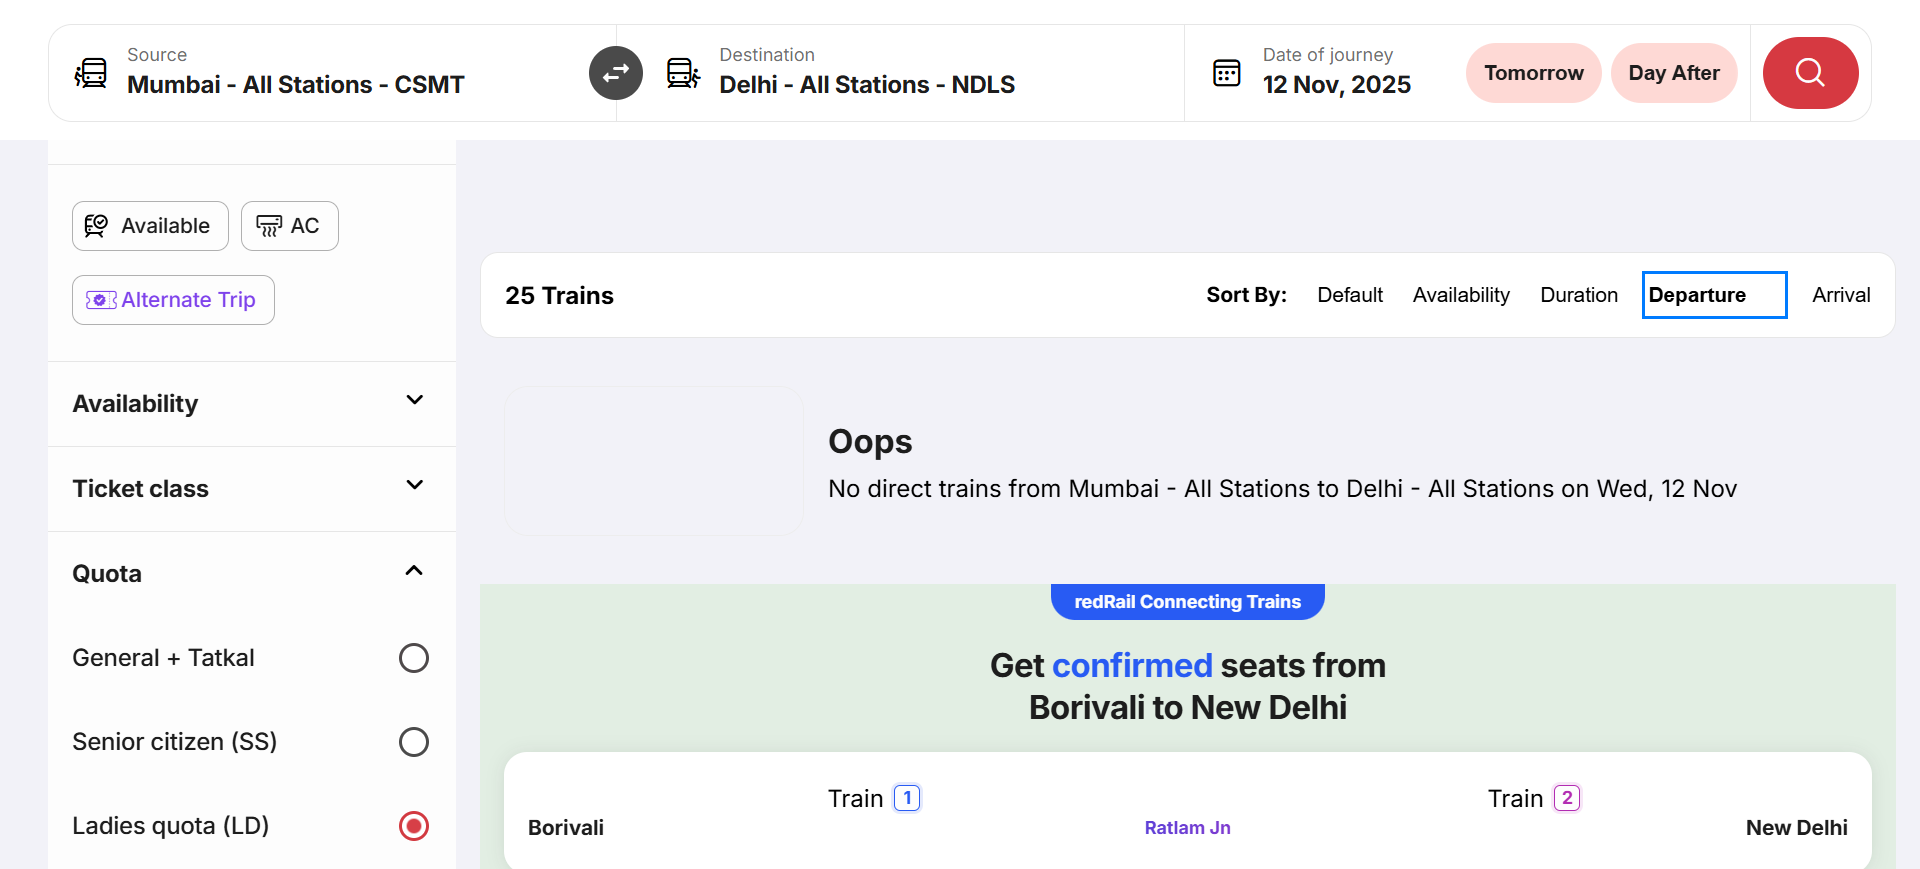 Source
Mumbai - All Stations - CSMT
Destination
Delhi - All Stations - NDLS
Date of journey
12 Nov, 2025
Tomorrow
Day After
Available
AC
Alternate Trip
Availability
Ticket class
Quota
General + Tatkal
Senior citizen (SS)
Ladies quota (LD)
25 Trains
Sort By:
Default
Availability
Duration
Departure
Arrival
Oops
No direct trains from Mumbai - All Stations to Delhi - All Stations on Wed, 12 Nov
redRail Connecting Trains
Get confirmed seats from
Borivali to New Delhi
Train 1
Train 2
Borivali
Ratlam Jn
New Delhi